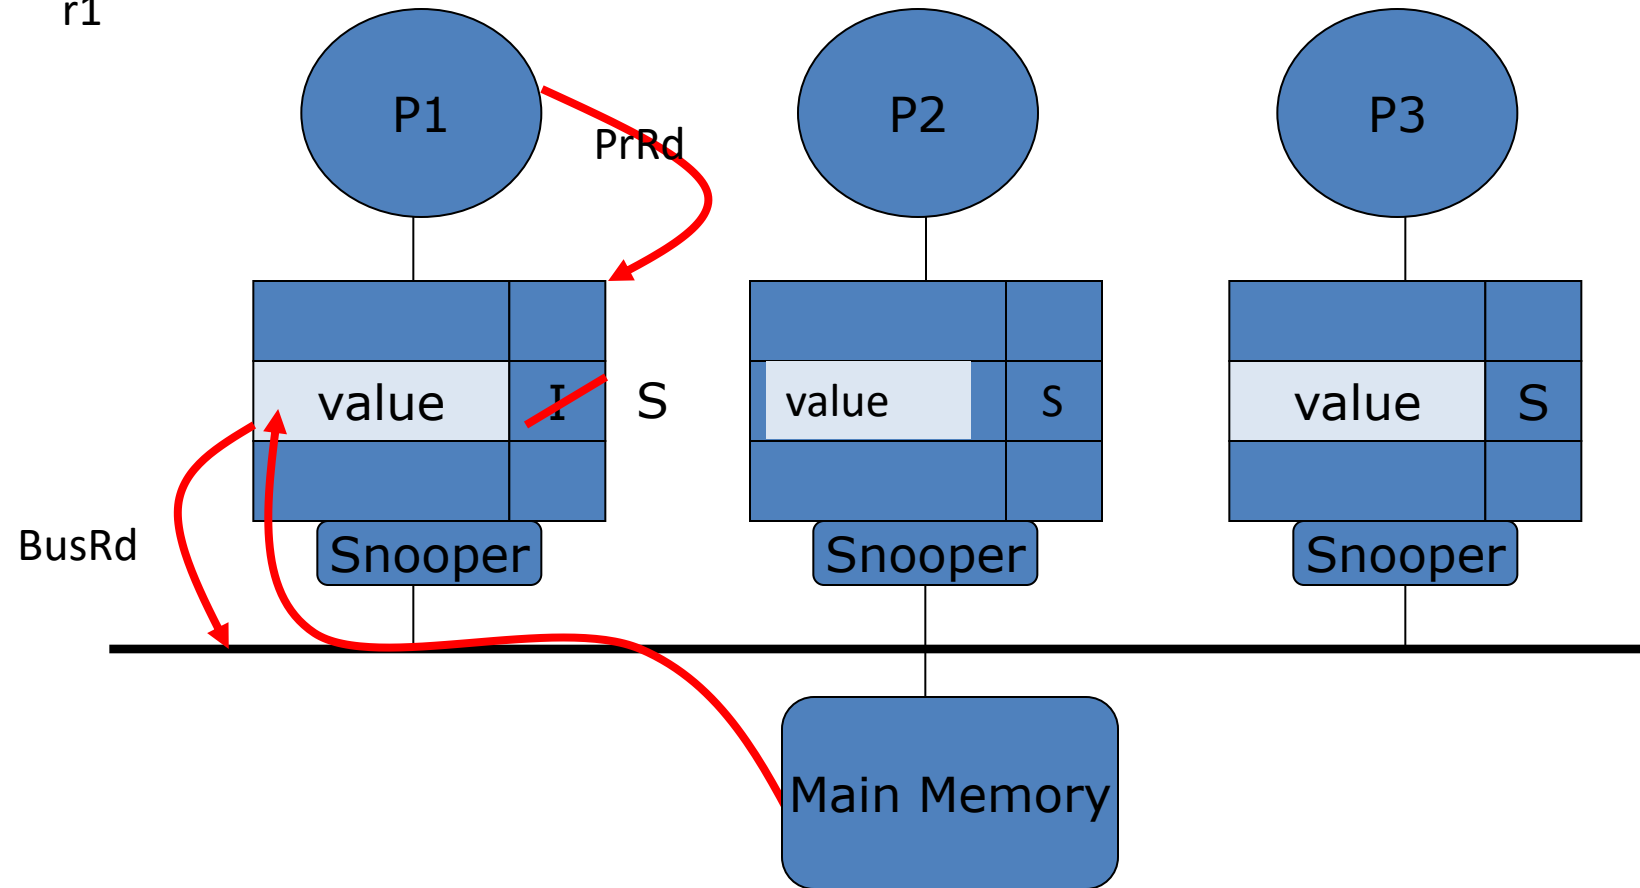 r1
P1
P2
P3
PrRd
value
I
S
value
S
value
S
BusRd
Snooper
Snooper
Snooper
Main Memory